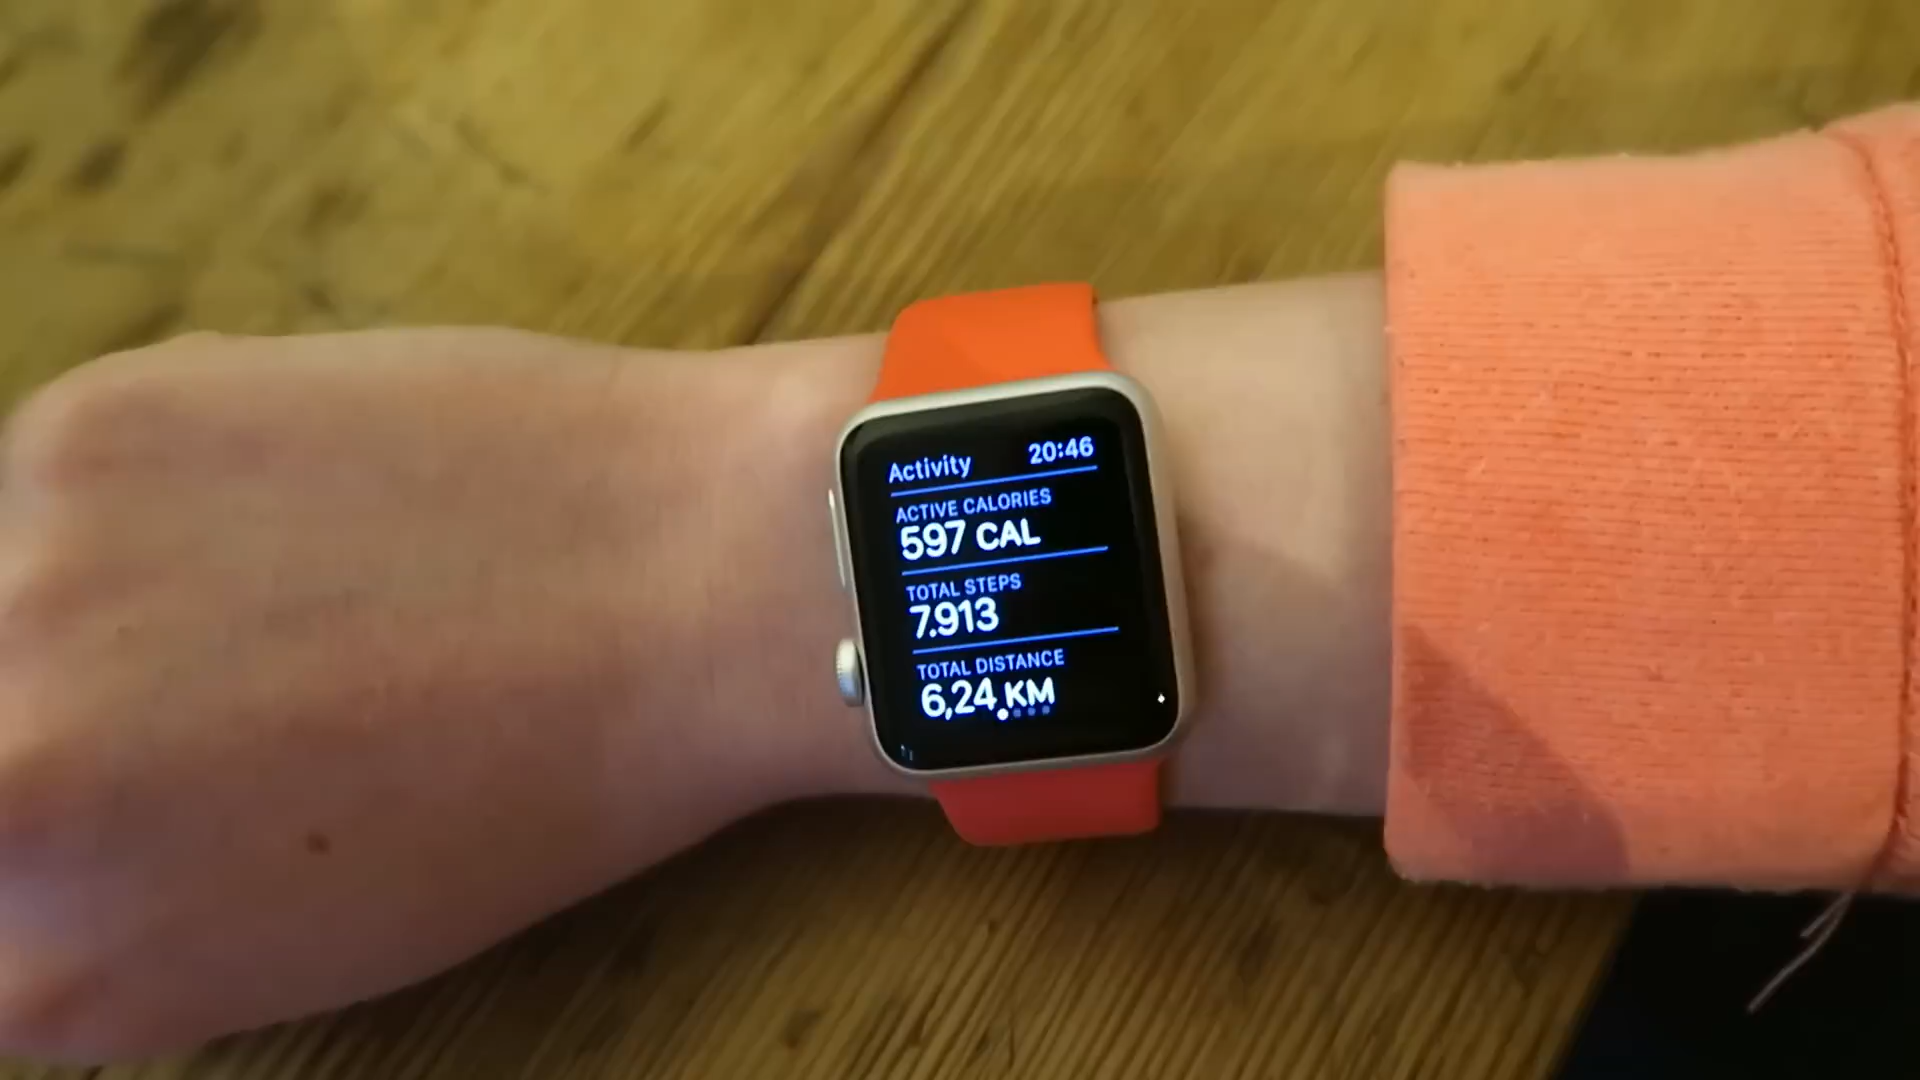 Activity 20:46
ACTIVE CALORIES
597 CAL
TOTAL STEPS
7.913
TOTAL DISTANCE
6,24 KM